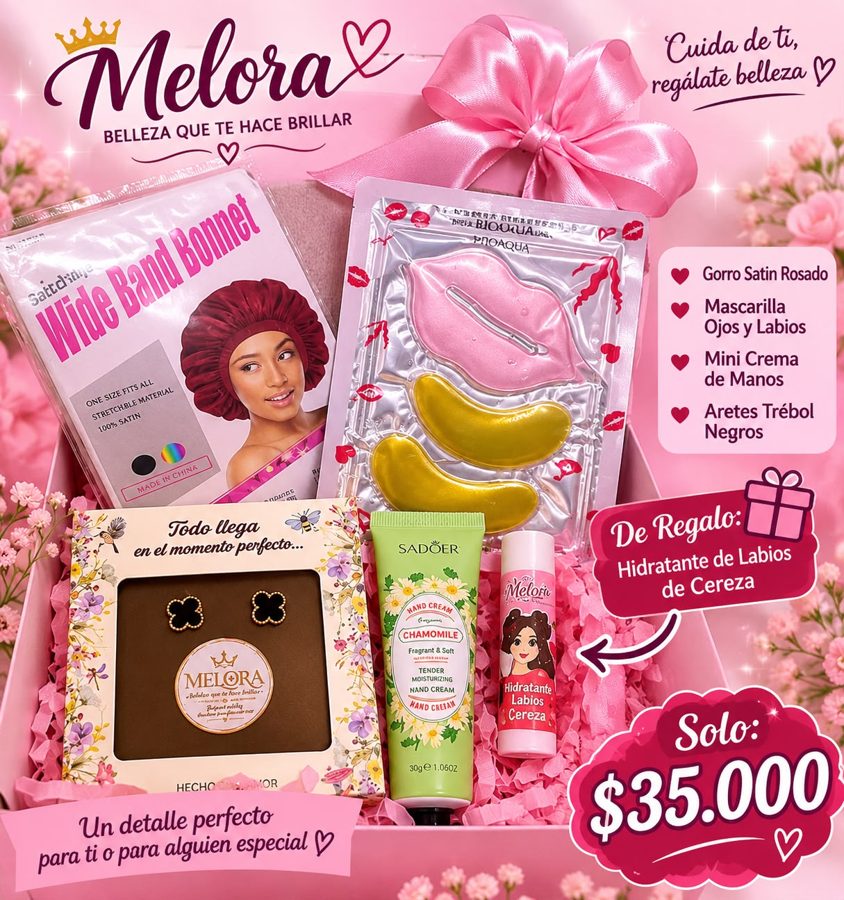 Melora
BELLEZA QUE TE HACE BRILLAR
Cuida de ti,
regálate belleza
Wide Band Bonnet
ONE SIZE FITS ALL
STRETCHABLE MATERIAL
100% SATIN
MADE IN CHINA
BIOQUA
Gorro Satin Rosado
Mascarilla
Ojos y Labios
Mini Crema
de Manos
Aretes Trébol
Negros
De Regalo:
Hidratante de Labios
de Cereza
Todo llega
en el momento perfecto...
MELORA
Belleza que te hace brillar
SADOER
HAND CREAM
CHAMOMILE
Fragrant & Soft
TENDER
MOISTURIZING
HAND CREAM
HAND CREAM
30g e 1.06OZ
Melora
Hidratante
Labios
Cereza
Solo:
$35.000
Un detalle perfecto
para ti o para alguien especial